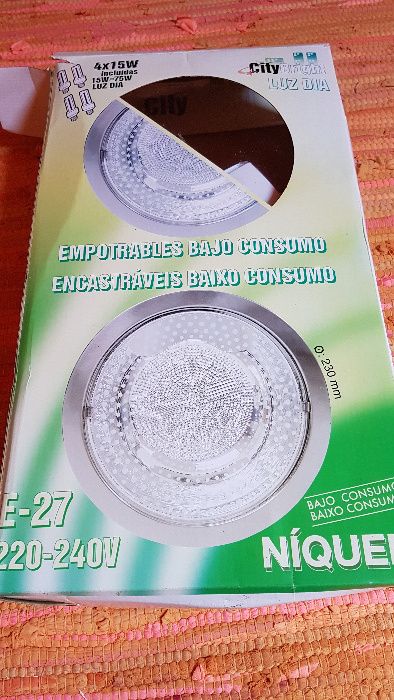 4x15W
incluidas
15W=75W
LUZ DIA
City
LUZ DIA
City
EMPOTRABLES BAJO CONSUMO
ENCASTRÁVEIS BAIXO CONSUMO
Ø: 230 mm
E-27
220-240V
BAJO CONSUMO
BAIXO CONSUM
NÍQUEL